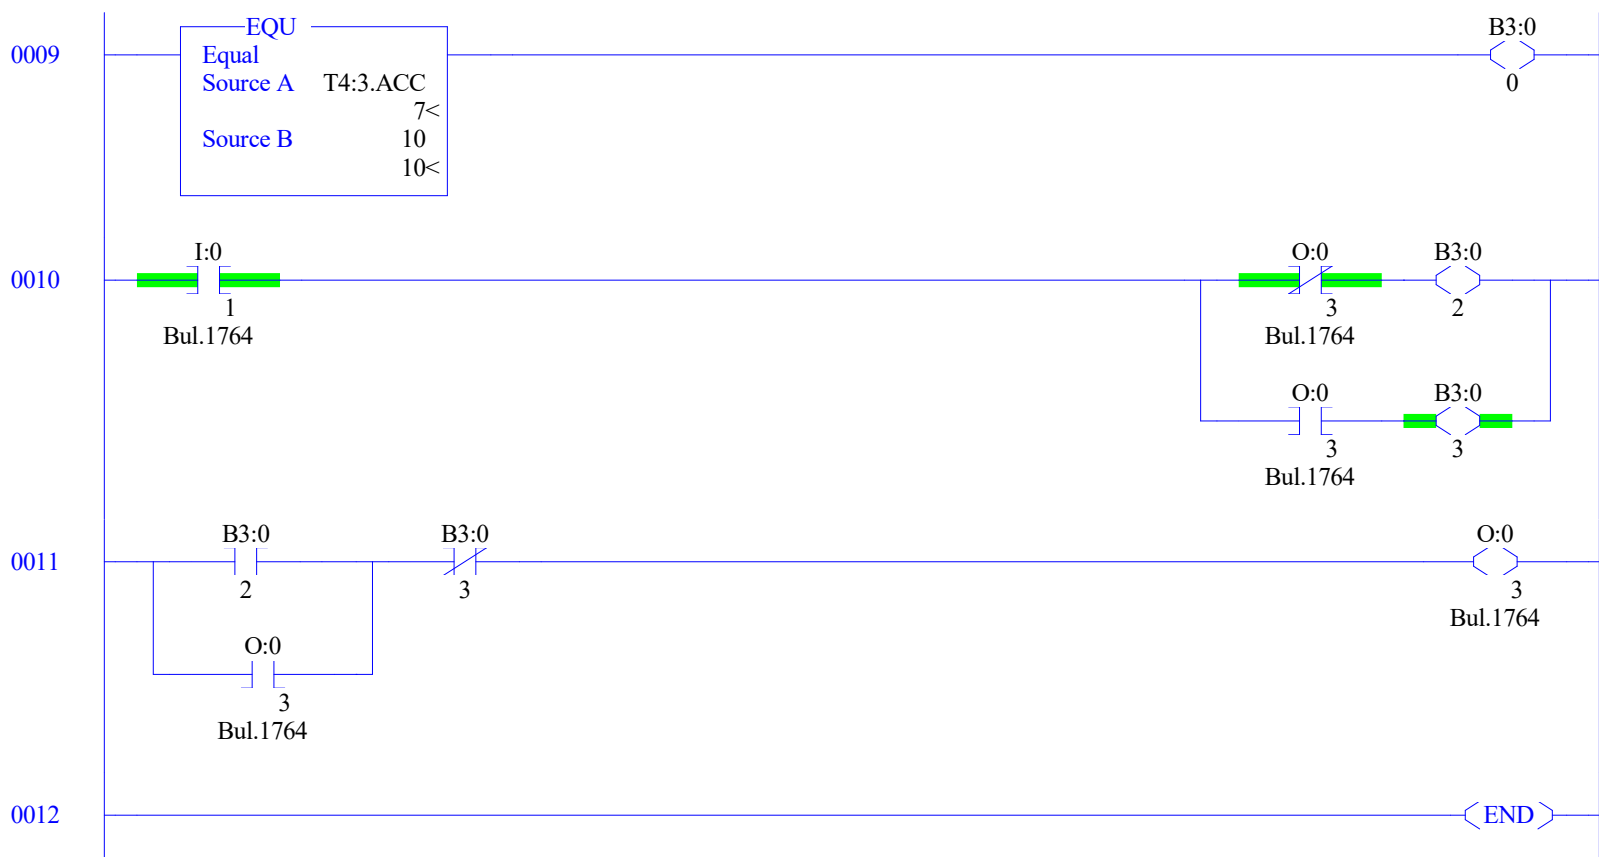 EQU
B3:0
0009
Equal
0
Source A T4:3.ACC
7<
Source B 10
10<
I:0 O:0 B3:0
0010
1 3 2
Bul.1764 Bul.1764
O:0 B3:0
3 3
Bul.1764
B3:0 B3:0 O:0
0011
2 3 3
Bul.1764
O:0
3
Bul.1764
0012 END